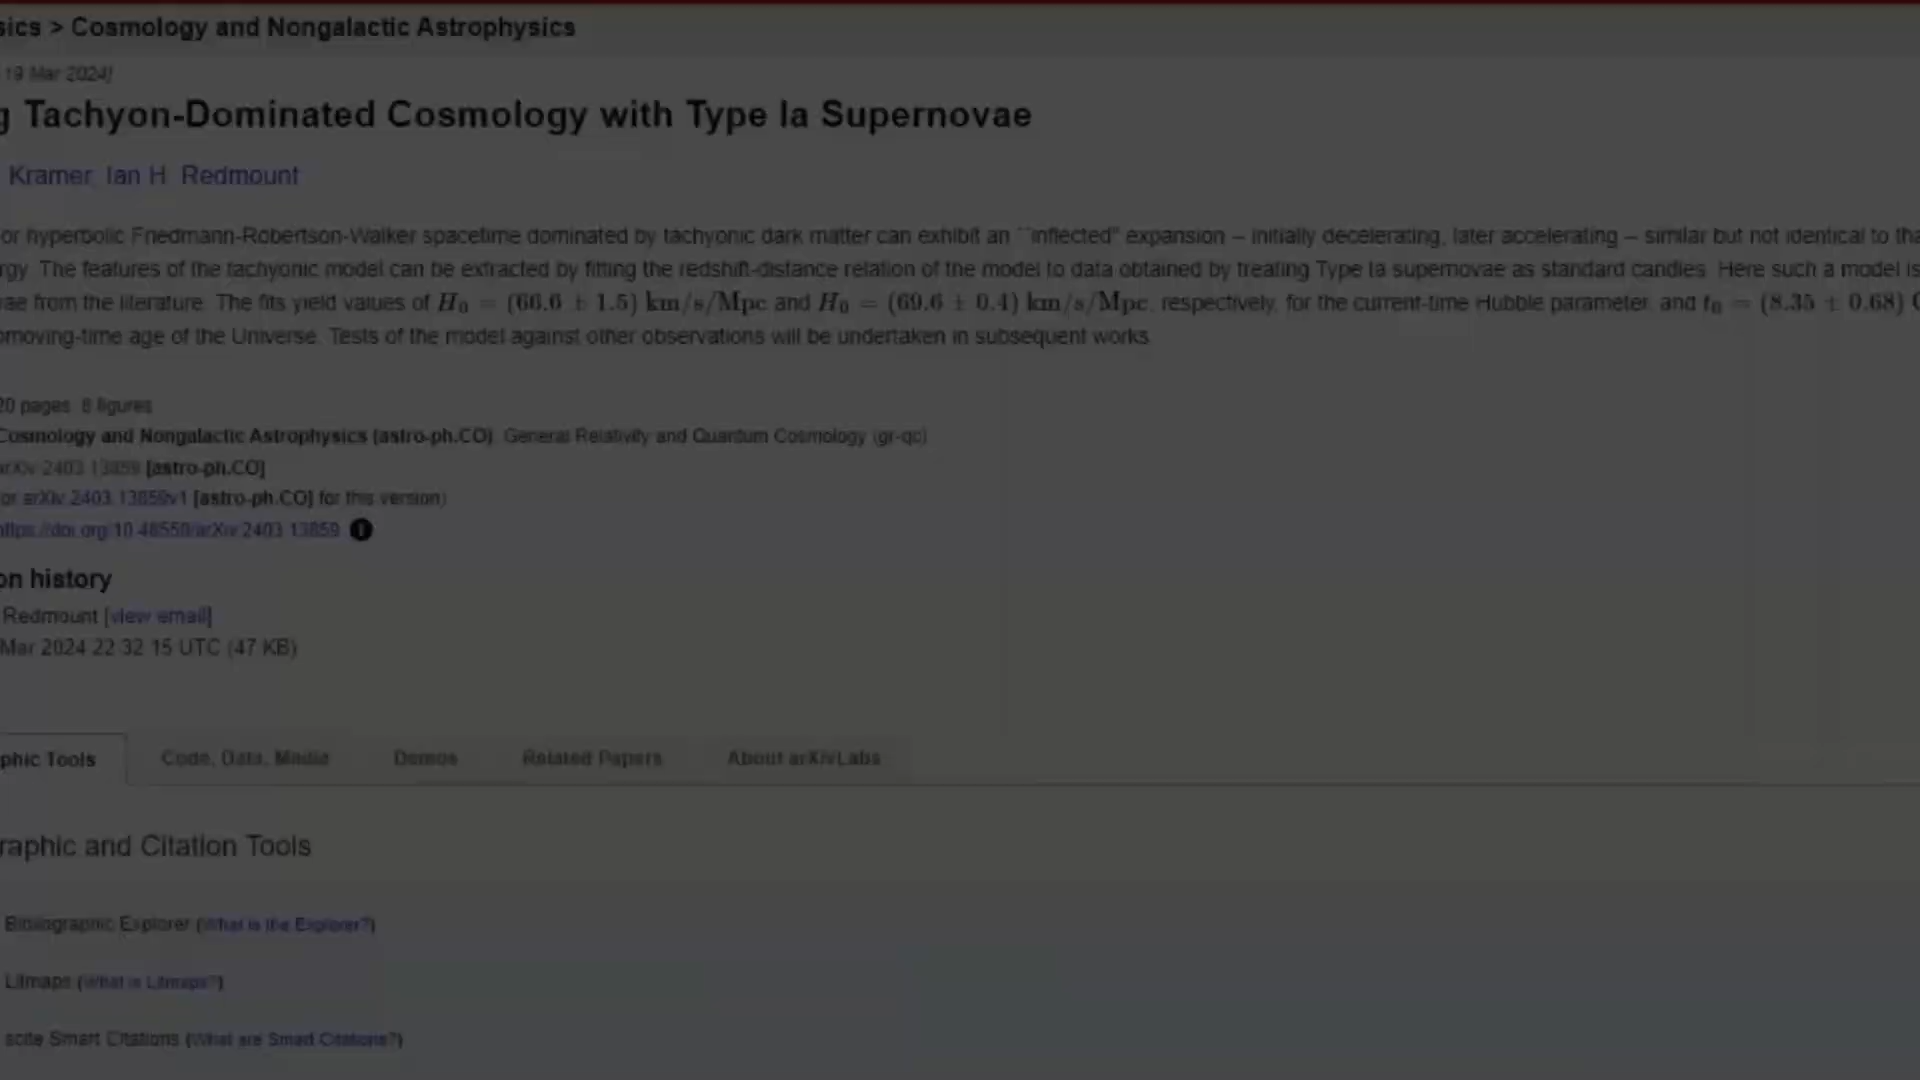 sics > Cosmology and Nongalactic Astrophysics
19 Mar 2024]
g Tachyon-Dominated Cosmology with Type Ia Supernovae
Kramer, Ian H. Redmount
or hyperbolic Friedmann-Robertson-Walker spacetime dominated by tachyonic dark matter can exhibit an ``inflected" expansion – initially decelerating, later accelerating – similar but not identical to tha
rgy. The features of the tachyonic model can be extracted by fitting the redshift-distance relation of the model to data obtained by treating Type Ia supernovae as standard candles. Here such a model is
vae from the literature. The fits yield values of H₀ = (66.6 ± 1.5) km/s/Mpc and H₀ = (69.6 ± 0.4) km/s/Mpc, respectively, for the current-time Hubble parameter, and t₀ = (8.35 ± 0.68) G
omoving-time age of the Universe. Tests of the model against other observations will be undertaken in subsequent works.
20 pages, 8 figures
Cosmology and Nongalactic Astrophysics (astro-ph.CO); General Relativity and Quantum Cosmology (gr-qc)
arXiv:2403.13859 [astro-ph.CO]
(or arXiv:2403.13859v1 [astro-ph.CO] for this version)
https://doi.org/10.48550/arXiv.2403.13859
on history
Redmount [view email]
Mar 2024 22:32:15 UTC (47 KB)
phic Tools
Code, Data, Media
Demos
Related Papers
About arXivLabs
raphic and Citation Tools
Bibliographic Explorer (What is the Explorer?)
Litmaps (What is Litmaps?)
scite Smart Citations (What are Smart Citations?)